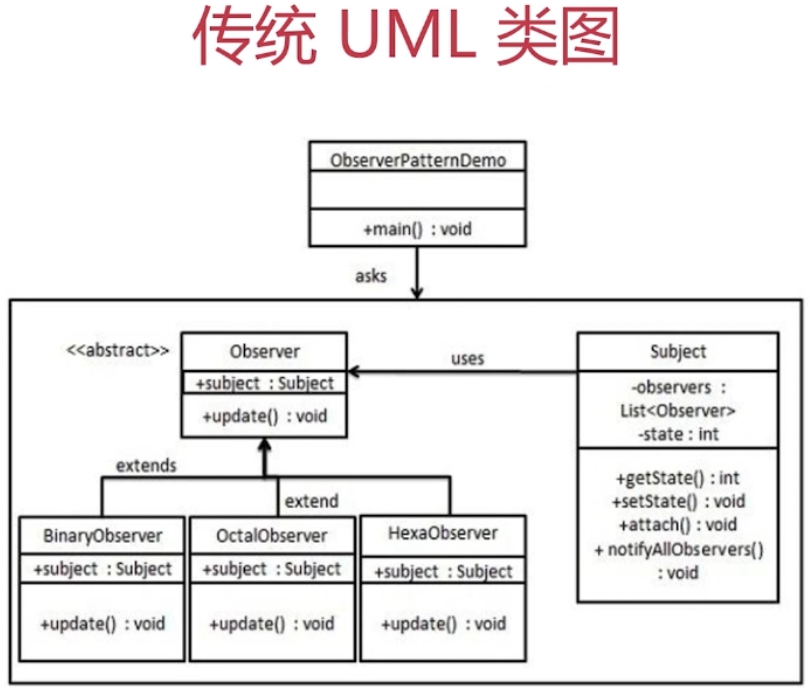 传统 UML 类图
ObserverPatternDemo
+main() : void
asks
<<abstract>>
Observer
+subject : Subject
+update() : void
uses
Subject
-observers :
List<Observer>
-state : int
+getState() : int
+setState() : void
+attach() : void
+ notifyAllObservers()
: void
extends
extend
BinaryObserver
+subject : Subject
+update() : void
OctalObserver
+subject : Subject
+update() : void
HexaObserver
+subject : Subject
+update() : void